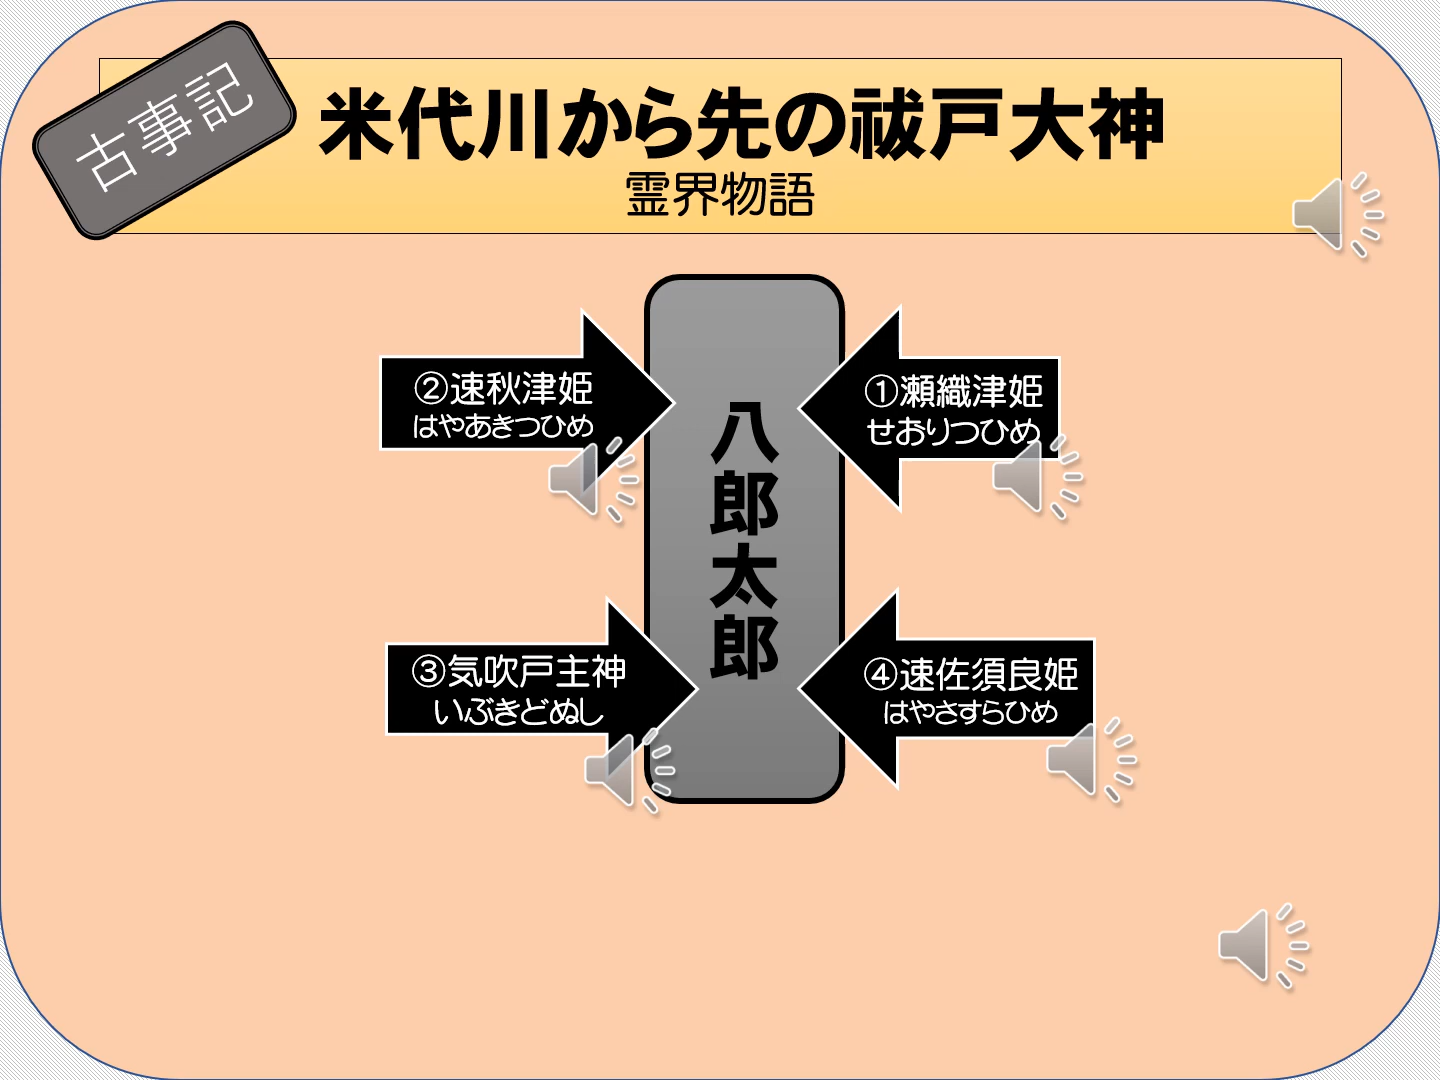 古事記
米代川から先の祓戸大神
霊界物語
①瀬織津姫
せおりつひめ
②速秋津姫
はやあきつひめ
八郎太郎
③気吹戸主神
いぶきどぬし
④速佐須良姫
はやさすらひめ